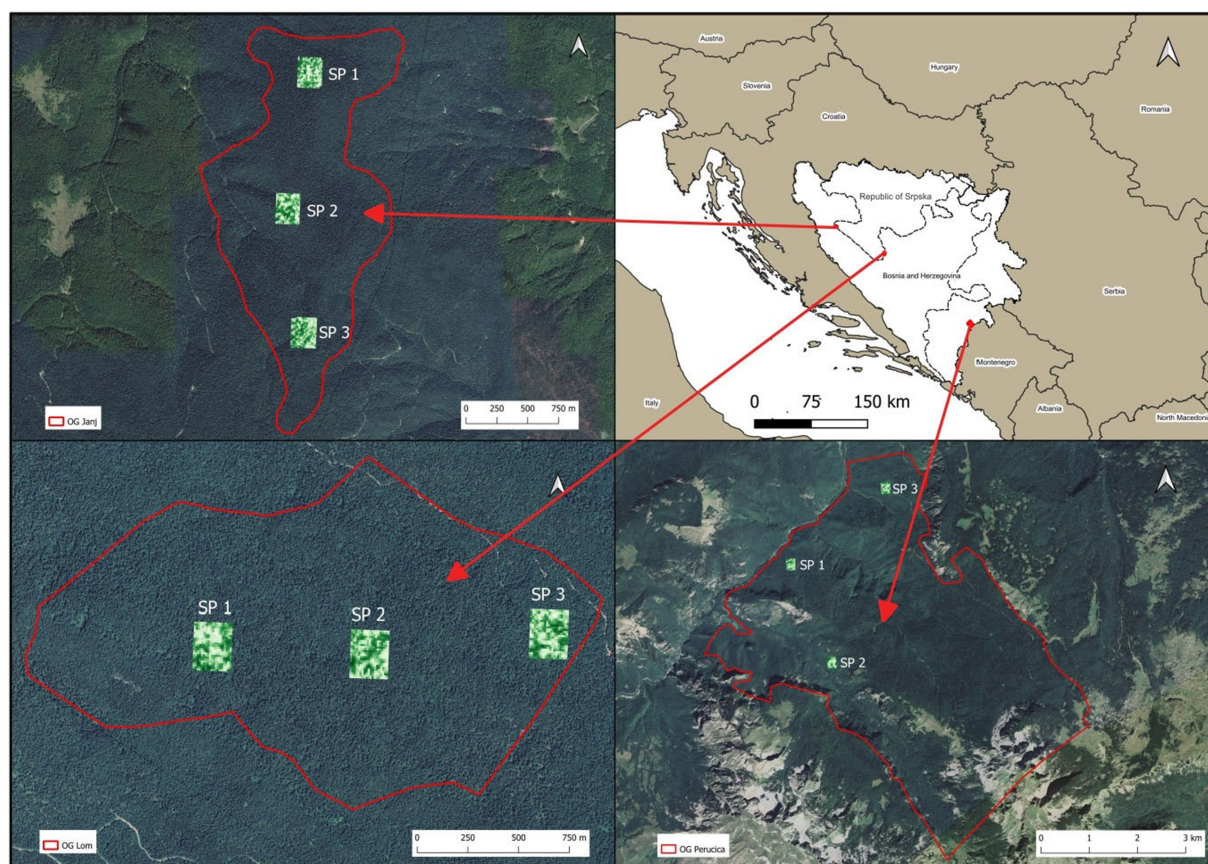 SP 1
SP 2
SP 3
OG Janj
0 250 500 750 m
Austria
Hungary
Slovenia
Romania
Croatia
Republic of Srpska
Bosnia and Herzegovina
Serbia
Montenegro
Italy
Albania
North Macedonia
0 75 150 km
SP 1
SP 2
SP 3
OG Lom
0 250 500 750 m
SP 3
SP 1
SP 2
OG Perucica
0 1 2 3 km